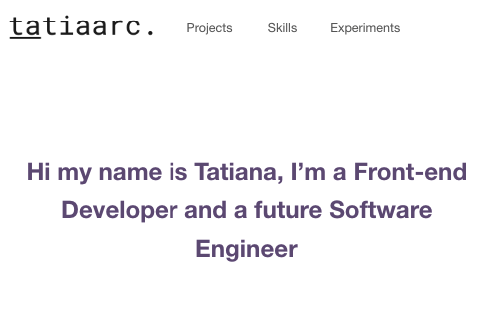 tatiaarc. Projects Skills Experiments
Hi my name is Tatiana, I’m a Front-end
Developer and a future Software
Engineer